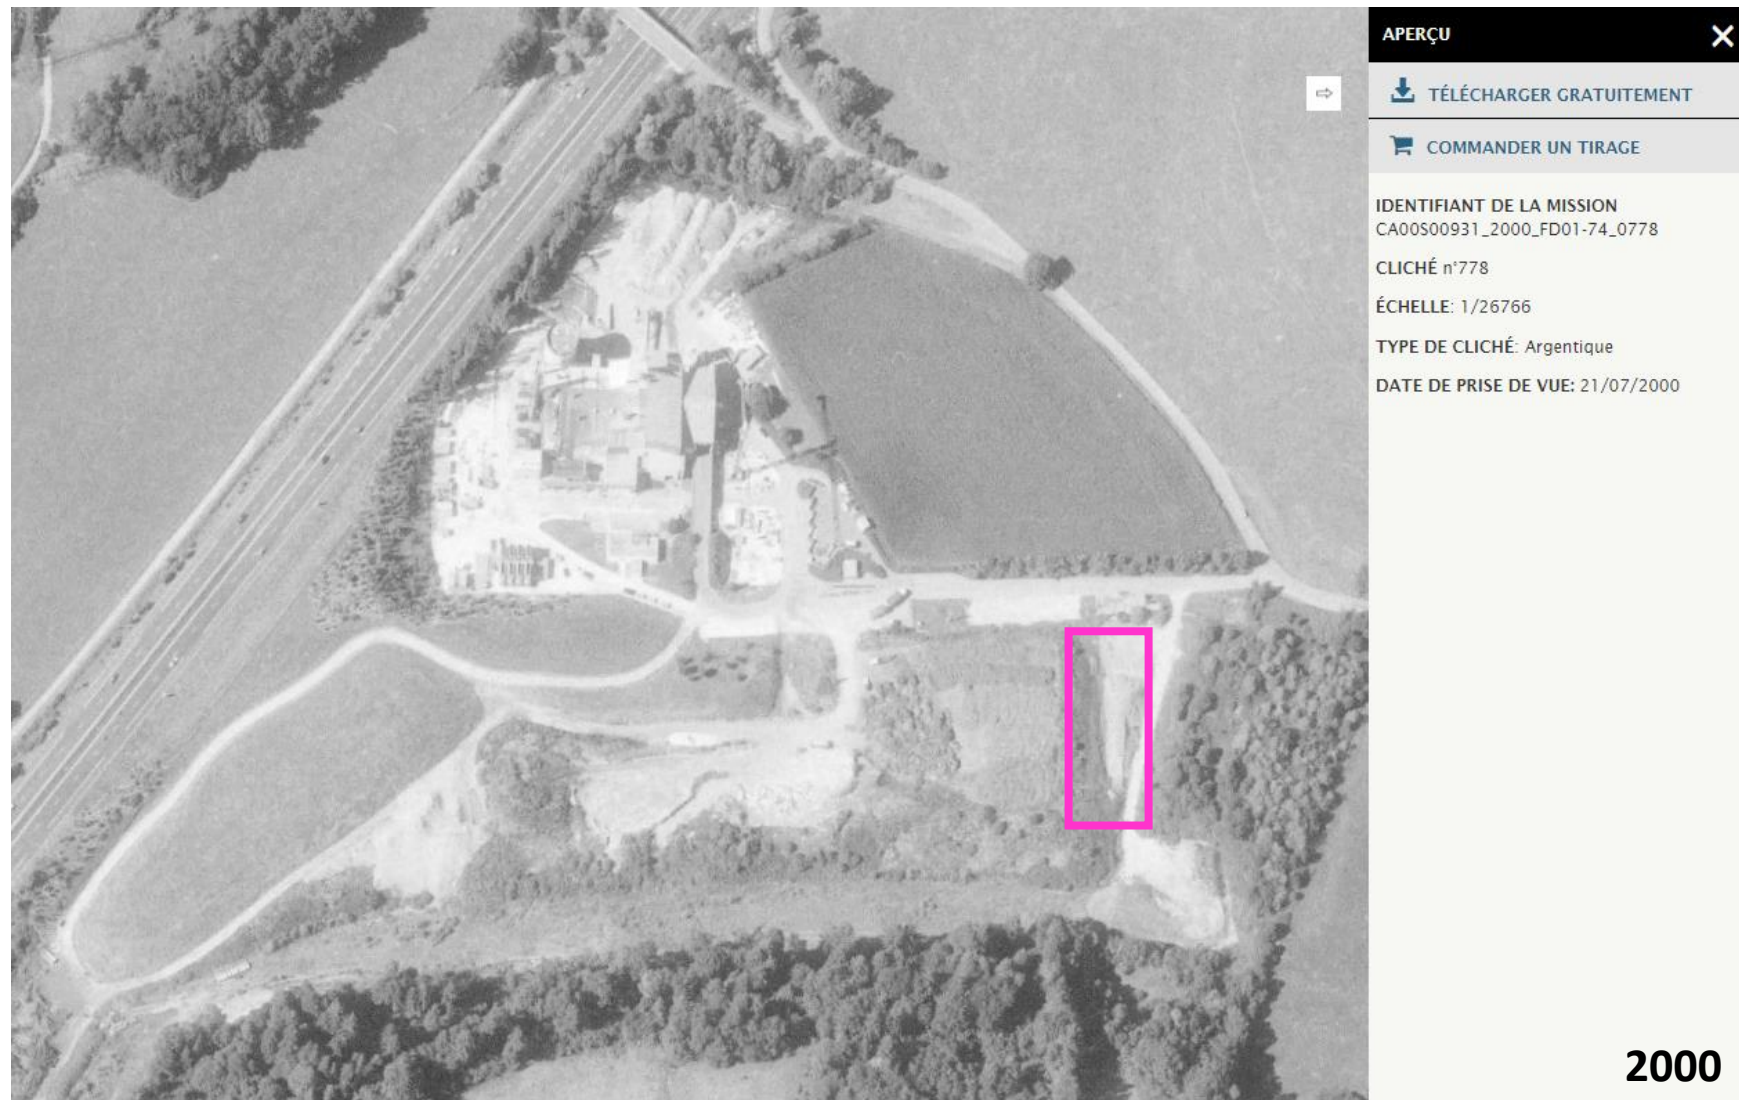 APERÇU
TÉLÉCHARGER GRATUITEMENT
COMMANDER UN TIRAGE
IDENTIFIANT DE LA MISSION
CA00S00931_2000_FD01-74_0778
CLICHÉ n°778
ÉCHELLE: 1/26766
TYPE DE CLICHÉ: Argentique
DATE DE PRISE DE VUE: 21/07/2000
2000